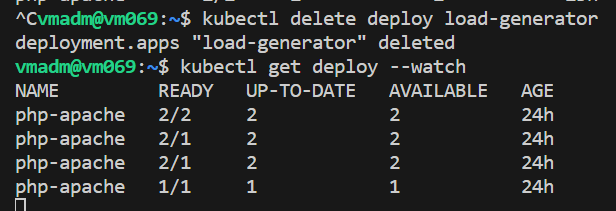 ^Cvmadm@vm069:~$ kubectl delete deploy load-generator
deployment.apps "load-generator" deleted
vmadm@vm069:~$ kubectl get deploy --watch
NAME         READY   UP-TO-DATE   AVAILABLE   AGE
php-apache   2/2     2            2           24h
php-apache   2/1     2            2           24h
php-apache   2/1     2            2           24h
php-apache   1/1     1            1           24h